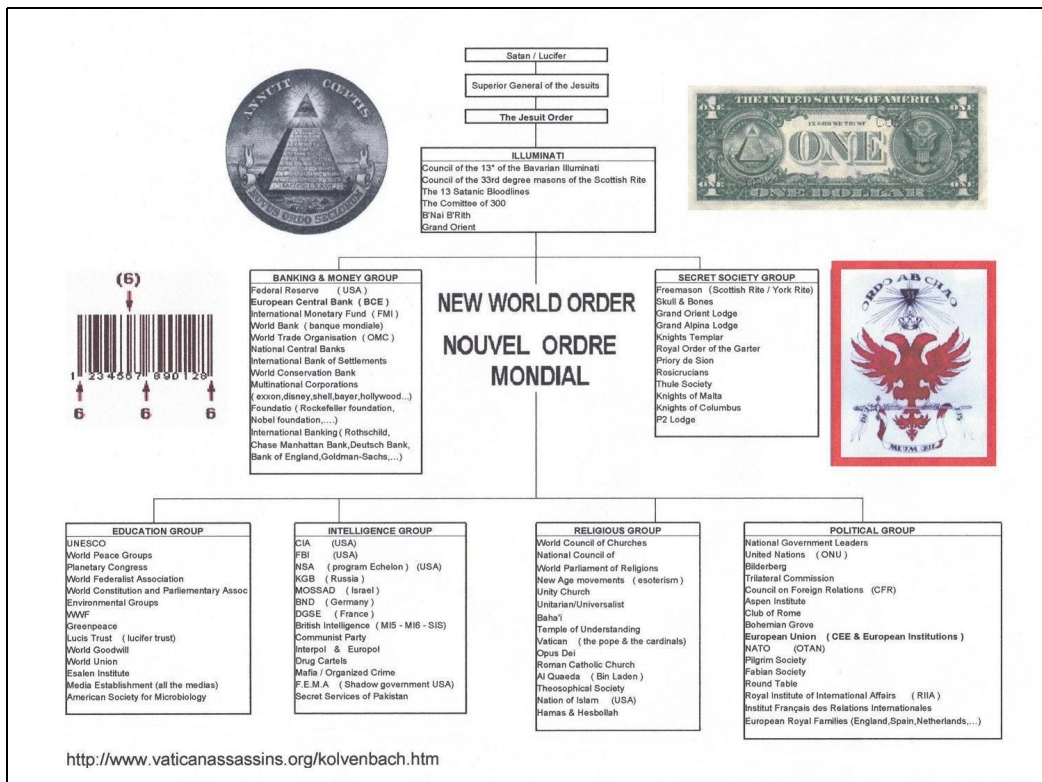 Satan / Lucifer
Superior General of the Jesuits
The Jesuit Order
ILLUMINATI
Council of the 13° of the Bavarian Illuminati
Council of the 33rd degree masons of the Scottish Rite
The 13 Satanic Bloodlines
The Comittee of 300
B'Nai B'Rith
Grand Orient
ANNUIT CŒPTIS
NOVUS ORDO SECLORUM
THE UNITED STATES OF AMERICA
ONE
ONE
IN GOD WE TRUST
ONE
1
1
ONE DOLLAR
(6)
1 234567 890128
6 6 6
BANKING & MONEY GROUP
Federal Reserve ( USA )
European Central Bank ( BCE )
International Monetary Fund ( FMI )
World Bank ( banque mondiale)
World Trade Organisation ( OMC )
National Central Banks
International Bank of Settlements
World Conservation Bank
Multinational Corporations
( exxon,disney,shell,bayer,hollywood...)
Foundatio ( Rockefeller foundation,
Nobel foundation,....)
International Banking ( Rothschild,
Chase Manhattan Bank,Deutsch Bank,
Bank of England,Goldman-Sachs,...)
NEW WORLD ORDER
NOUVEL ORDRE
MONDIAL
SECRET SOCIETY GROUP
Freemason (Scottish Rite / York Rite)
Skull & Bones
Grand Orient Lodge
Grand Alpina Lodge
Knights Templar
Royal Order of the Garter
Priory de Sion
Rosicrucians
Thule Society
Knights of Malta
Knights of Columbus
P2 Lodge
ORDO AB CHAO
EDUCATION GROUP
UNESCO
World Peace Groups
Planetary Congress
World Federalist Association
World Constitution and Parliementary Assoc
Environmental Groups
WWF
Greenpeace
Lucis Trust ( lucifer trust)
World Goodwill
World Union
Esalen Institute
Media Establishment (all the medias)
American Society for Microbiology
INTELLIGENCE GROUP
CIA (USA)
FBI (USA)
NSA ( program Echelon ) (USA)
KGB ( Russia )
MOSSAD ( Israel )
BND ( Germany )
DGSE ( France )
British Intelligence ( MI5 - MI6 - SIS)
Communist Party
Interpol & Europol
Drug Cartels
Mafia / Organized Crime
F.E.M.A ( Shadow government USA)
Secret Services of Pakistan
RELIGIOUS GROUP
World Council of Churches
National Council of
World Parliament of Religions
New Age movements ( esoterism )
Unity Church
Unitarian/Universalist
Baha'i
Temple of Understanding
Vatican ( the pope & the cardinals)
Opus Dei
Roman Catholic Church
Al Quaeda ( Bin Laden )
Theosophical Society
Nation of Islam (USA)
Hamas & Hesbollah
POLITICAL GROUP
National Government Leaders
United Nations ( ONU )
Bilderberg
Trilateral Commission
Council on Foreign Relations ( CFR)
Aspen Institute
Club of Rome
Bohemian Grove
European Union ( CEE & European Institutions )
NATO (OTAN)
Pilgrim Society
Fabian Society
Round Table
Royal Institute of International Affairs ( RIIA )
Institut Français des Relations Internationales
European Royal Families (England,Spain,Netherlands,...)
http://www.vaticanassassins.org/kolvenbach.htm